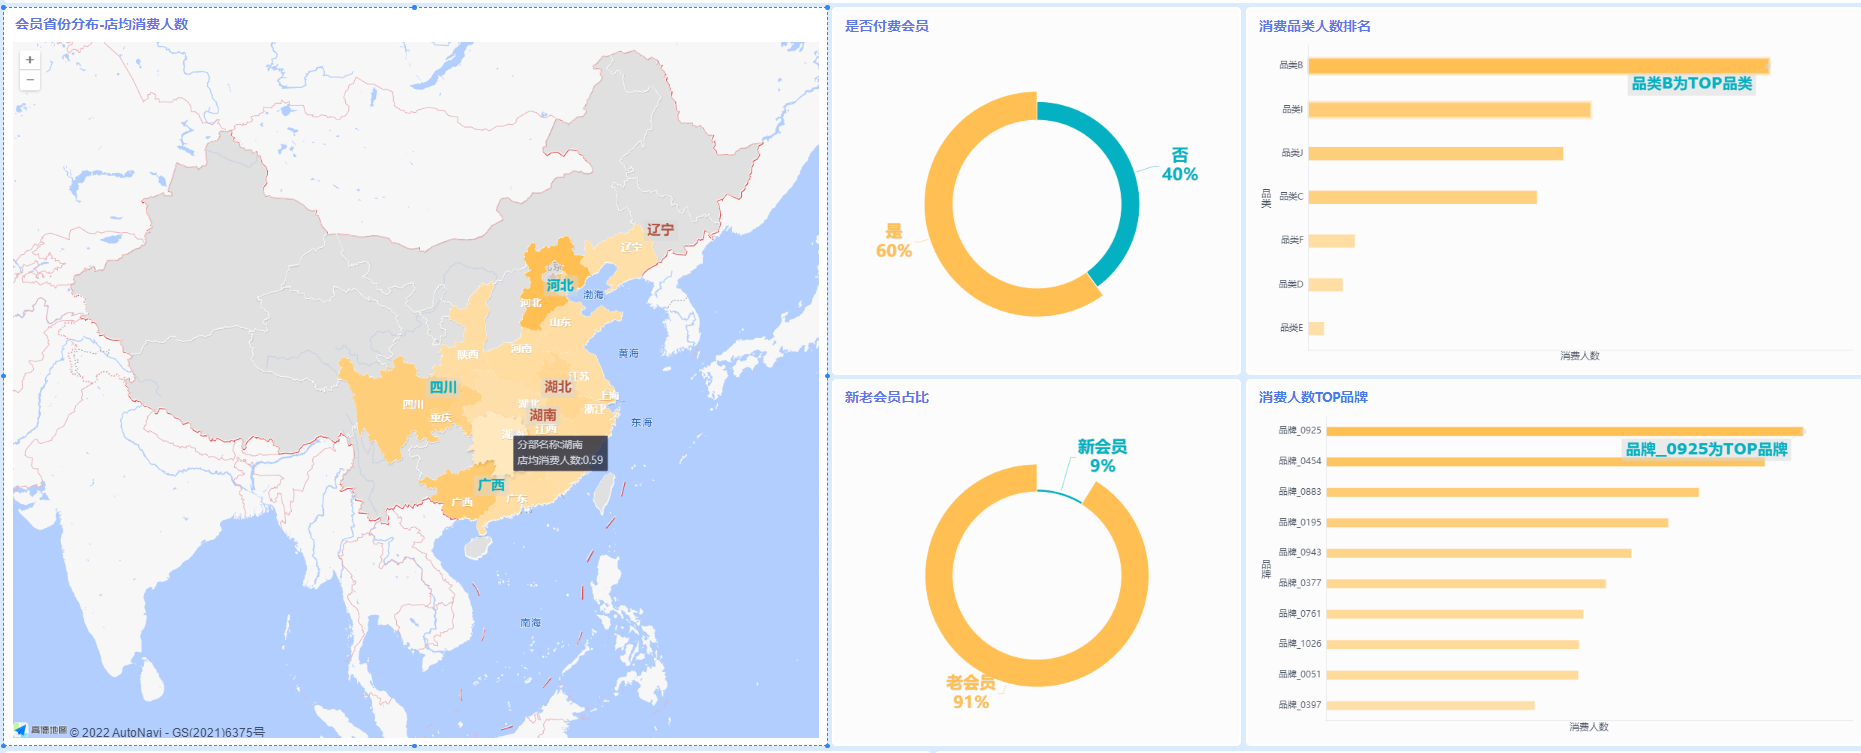 会员省份分布-店均消费人数
+
−
辽宁
辽宁
河北
河北
渤海
山东
河南
陕西
黄海
四川
四川
重庆
湖北
江苏
上海
浙江
湖南
江西
东海
分部名称:湖南
店均消费人数:0.59
广西
广西
广东
南海
高德地图 © 2022 AutoNavi - GS(2021)6375号
是否付费会员
否
40%
是
60%
新老会员占比
新会员
9%
老会员
91%
消费品类人数排名
品类
品类B
品类B为TOP品类
品类I
品类J
品类C
品类F
品类D
品类E
消费人数
消费人数TOP品牌
品牌
品牌_0925
品牌_0925为TOP品牌
品牌_0454
品牌_0883
品牌_0195
品牌_0943
品牌_0377
品牌_0761
品牌_1026
品牌_0051
品牌_0397
消费人数